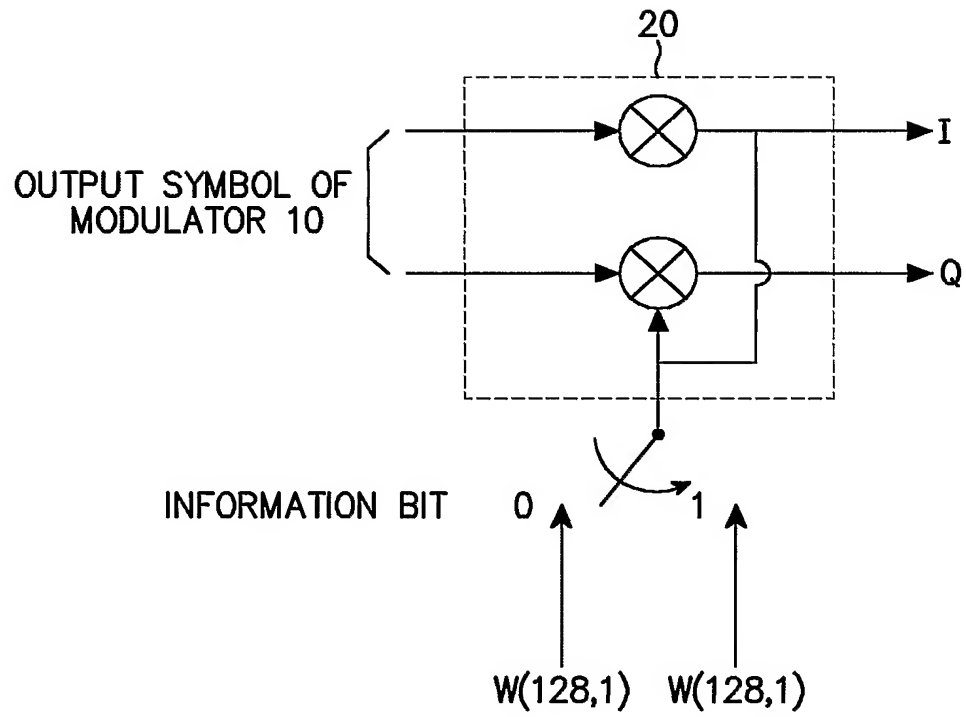 20
I
OUTPUT SYMBOL OF
MODULATOR 10
Q
INFORMATION BIT 0 1
W(128,1) W(128,1)